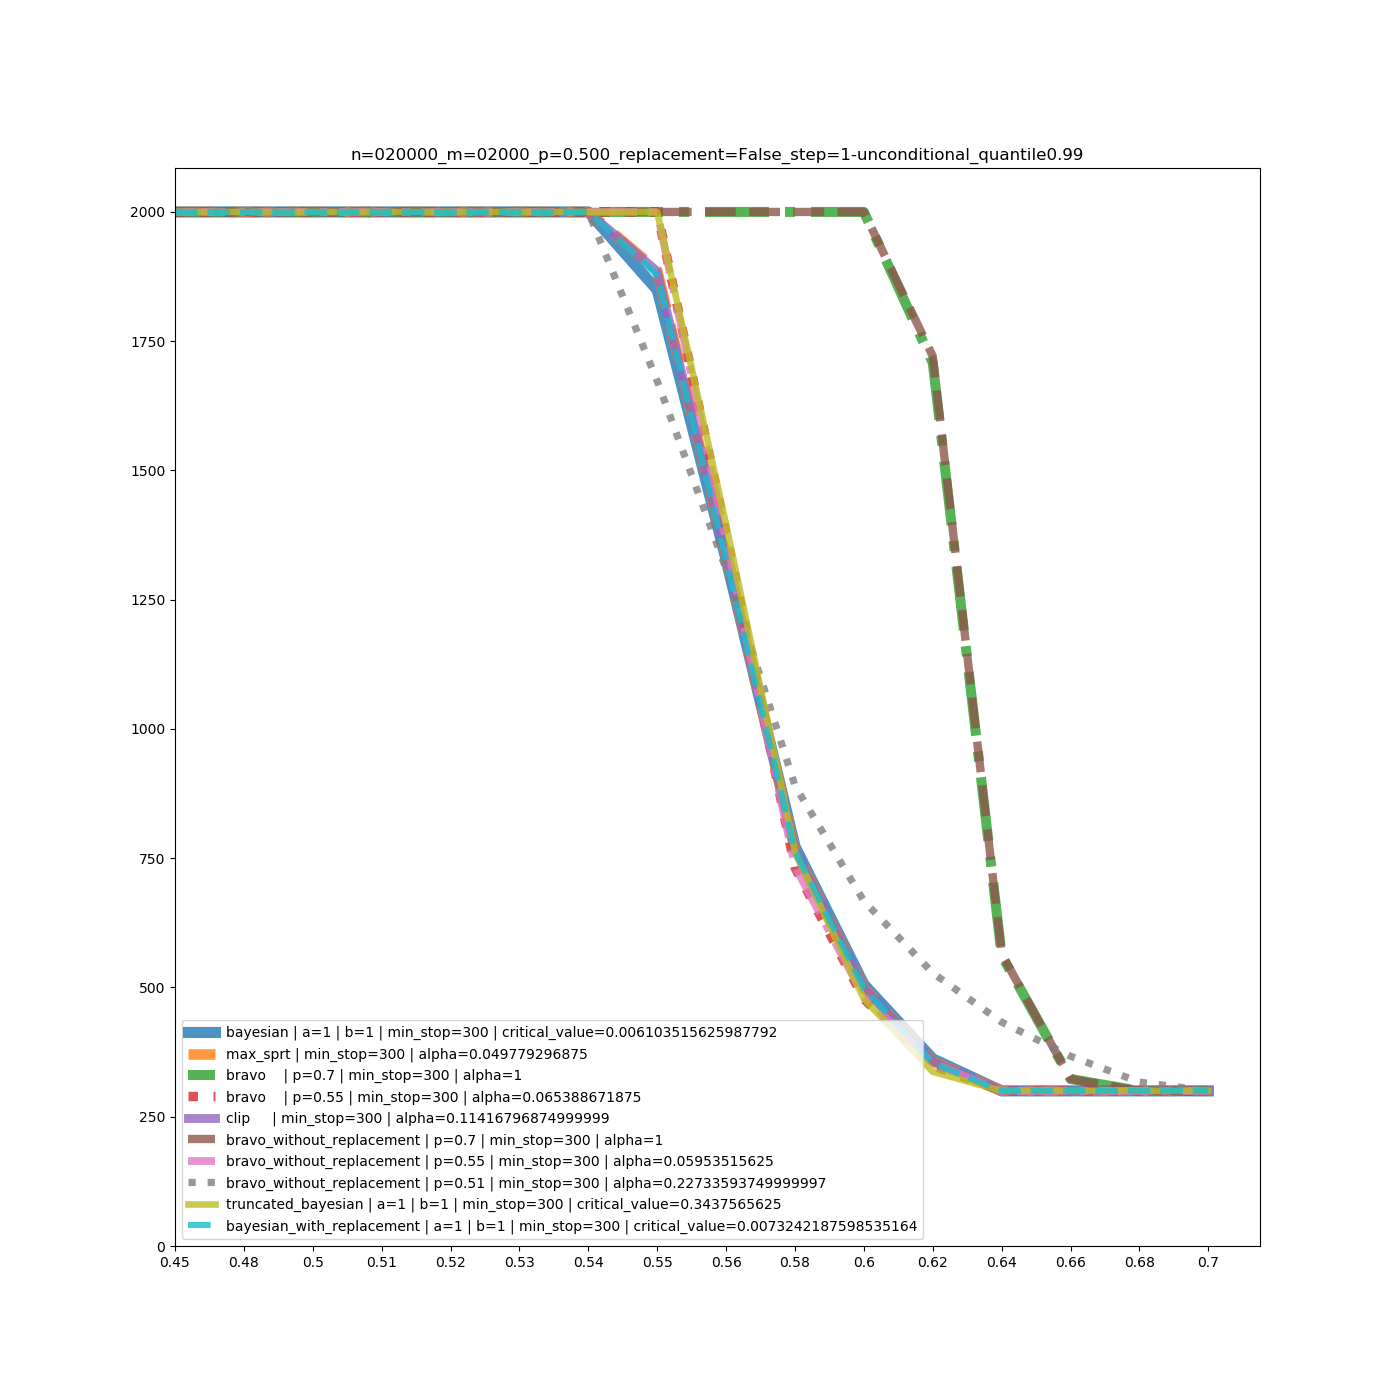 n=020000_m=02000_p=0.500_replacement=False_step=1-unconditional_quantile0.99
2000
1750
1500
1250
1000
750
500
250
0
bayesian | a=1 | b=1 | min_stop=300 | critical_value=0.006103515625987792
max_sprt | min_stop=300 | alpha=0.049779296875
bravo    | p=0.7 | min_stop=300 | alpha=1
bravo    | p=0.55 | min_stop=300 | alpha=0.065388671875
clip     | min_stop=300 | alpha=0.11416796874999999
bravo_without_replacement | p=0.7 | min_stop=300 | alpha=1
bravo_without_replacement | p=0.55 | min_stop=300 | alpha=0.05953515625
bravo_without_replacement | p=0.51 | min_stop=300 | alpha=0.22733593749999997
truncated_bayesian | a=1 | b=1 | min_stop=300 | critical_value=0.3437565625
bayesian_with_replacement | a=1 | b=1 | min_stop=300 | critical_value=0.0073242187598535164
0.45 0.48 0.5 0.51 0.52 0.53 0.54 0.55 0.56 0.58 0.6 0.62 0.64 0.66 0.68 0.7